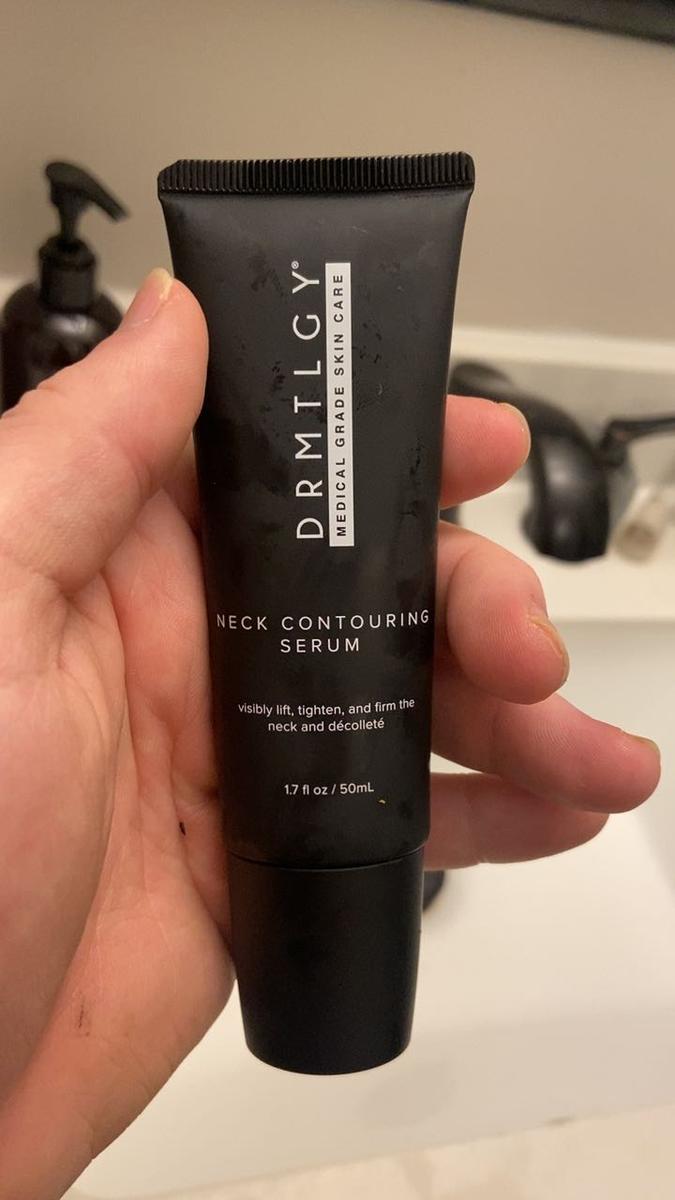 DRMTLGY®
MEDICAL GRADE SKIN CARE
NECK CONTOURING
SERUM
visibly lift, tighten, and firm the
neck and décolleté
1.7 fl oz / 50mL